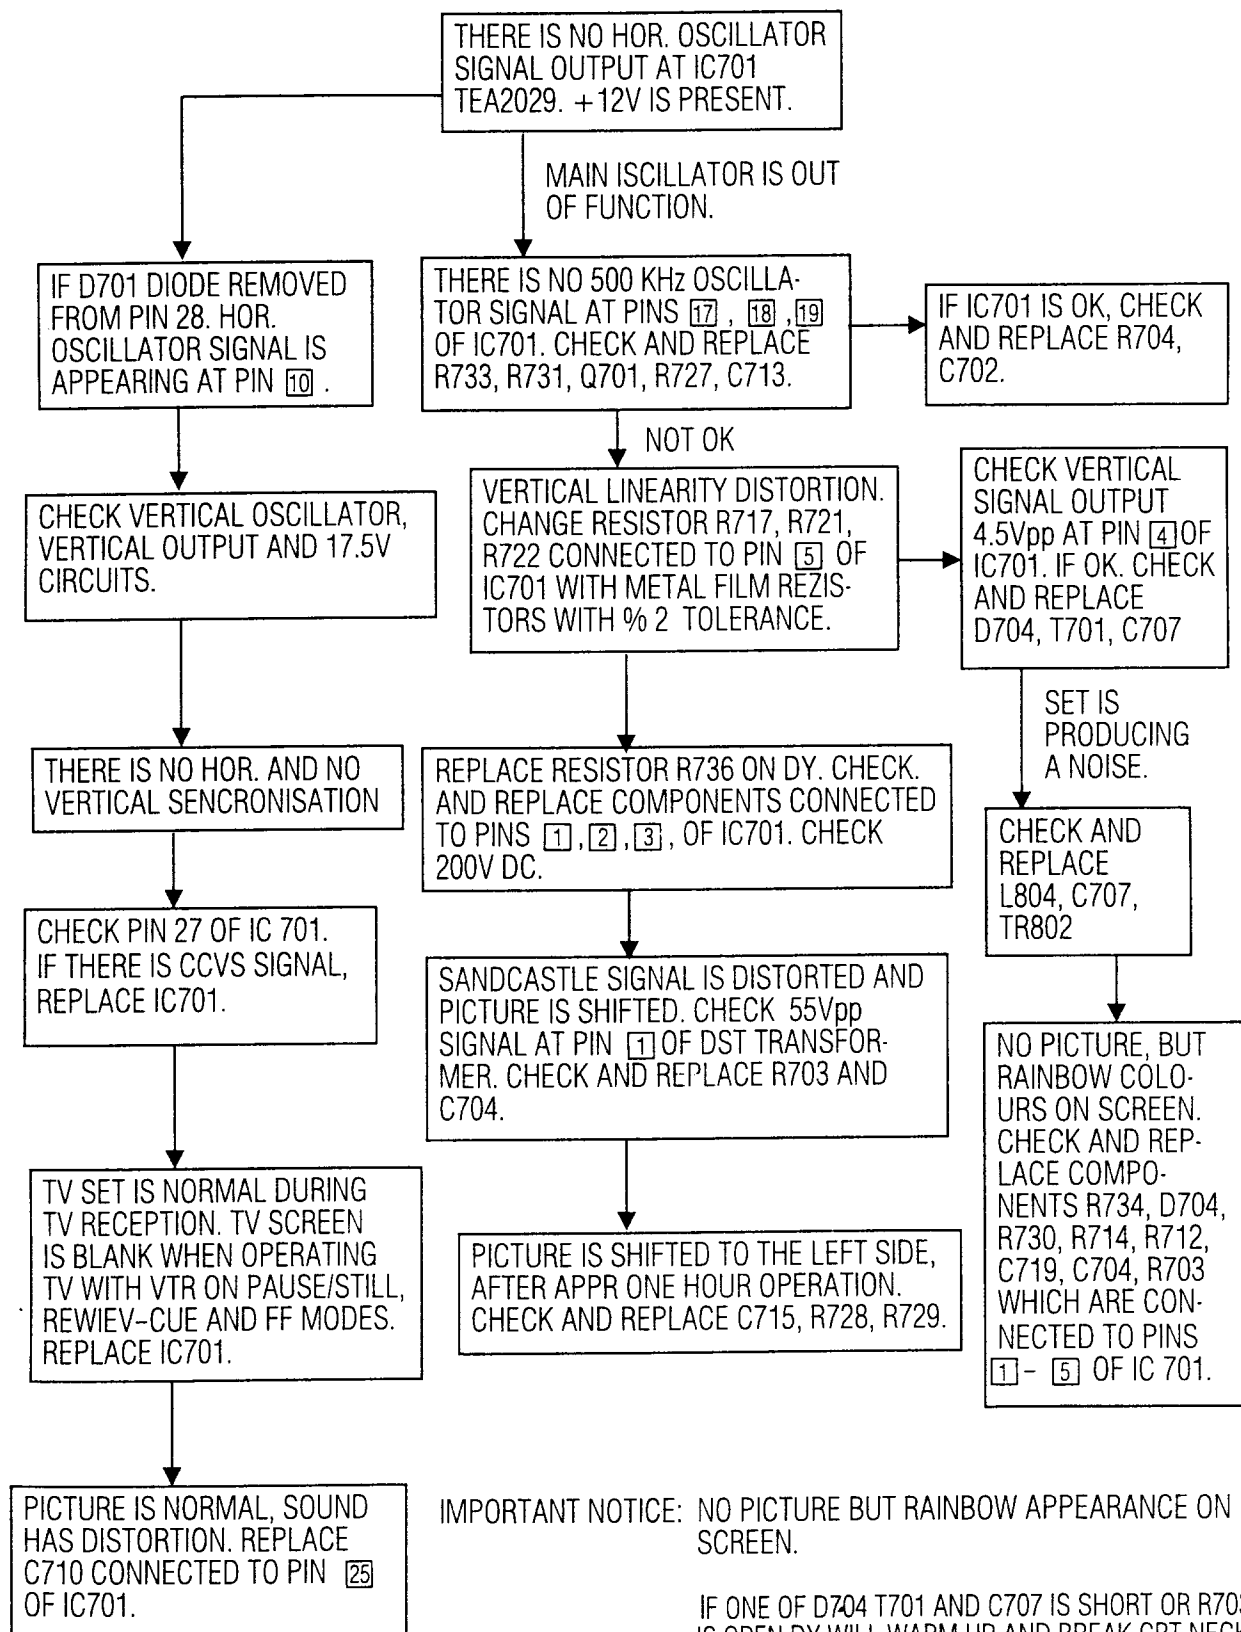 THERE IS NO HOR. OSCILLATOR
SIGNAL OUTPUT AT IC701
TEA2029. +12V IS PRESENT.
MAIN ISCILLATOR IS OUT
OF FUNCTION.
IF D701 DIODE REMOVED
FROM PIN 28. HOR.
OSCILLATOR SIGNAL IS
APPEARING AT PIN 10 .
THERE IS NO 500 KHz OSCILLA-
TOR SIGNAL AT PINS 17 , 18 , 19
OF IC701. CHECK AND REPLACE
R733, R731, Q701, R727, C713.
IF IC701 IS OK, CHECK
AND REPLACE R704,
C702.
NOT OK
CHECK VERTICAL OSCILLATOR,
VERTICAL OUTPUT AND 17.5V
CIRCUITS.
VERTICAL LINEARITY DISTORTION.
CHANGE RESISTOR R717, R721,
R722 CONNECTED TO PIN 5 OF
IC701 WITH METAL FILM REZIS-
TORS WITH % 2 TOLERANCE.
CHECK VERTICAL
SIGNAL OUTPUT
4.5Vpp AT PIN 4 OF
IC701. IF OK. CHECK
AND REPLACE
D704, T701, C707
SET IS
PRODUCING
A NOISE.
THERE IS NO HOR. AND NO
VERTICAL SENCRONISATION
REPLACE RESISTOR R736 ON DY. CHECK.
AND REPLACE COMPONENTS CONNECTED
TO PINS 1 , 2 , 3 , OF IC701. CHECK
200V DC.
CHECK AND
REPLACE
L804, C707,
TR802
CHECK PIN 27 OF IC 701.
IF THERE IS CCVS SIGNAL,
REPLACE IC701.
SANDCASTLE SIGNAL IS DISTORTED AND
PICTURE IS SHIFTED. CHECK 55Vpp
SIGNAL AT PIN 1 OF DST TRANSFOR-
MER. CHECK AND REPLACE R703 AND
C704.
NO PICTURE, BUT
RAINBOW COLO-
URS ON SCREEN.
CHECK AND REP-
LACE COMPO-
NENTS R734, D704,
R730, R714, R712,
C719, C704, R703
WHICH ARE CON-
NECTED TO PINS
1 - 5 OF IC 701.
TV SET IS NORMAL DURING
TV RECEPTION. TV SCREEN
IS BLANK WHEN OPERATING
TV WITH VTR ON PAUSE/STILL,
REWIEV-CUE AND FF MODES.
REPLACE IC701.
PICTURE IS SHIFTED TO THE LEFT SIDE,
AFTER APPR ONE HOUR OPERATION.
CHECK AND REPLACE C715, R728, R729.
PICTURE IS NORMAL, SOUND
HAS DISTORTION. REPLACE
C710 CONNECTED TO PIN 25
OF IC701.
IMPORTANT NOTICE: NO PICTURE BUT RAINBOW APPEARANCE ON
SCREEN.
IF ONE OF D704 T701 AND C707 IS SHORT OR R703
IS OPEN DY WILL WARM UP AND BREAK CRT NECK